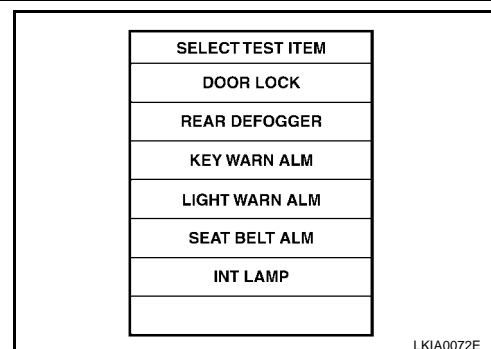 SELECT TEST ITEM
DOOR LOCK
REAR DEFOGGER
KEY WARN ALM
LIGHT WARN ALM
SEAT BELT ALM
INT LAMP
LKIA0072E